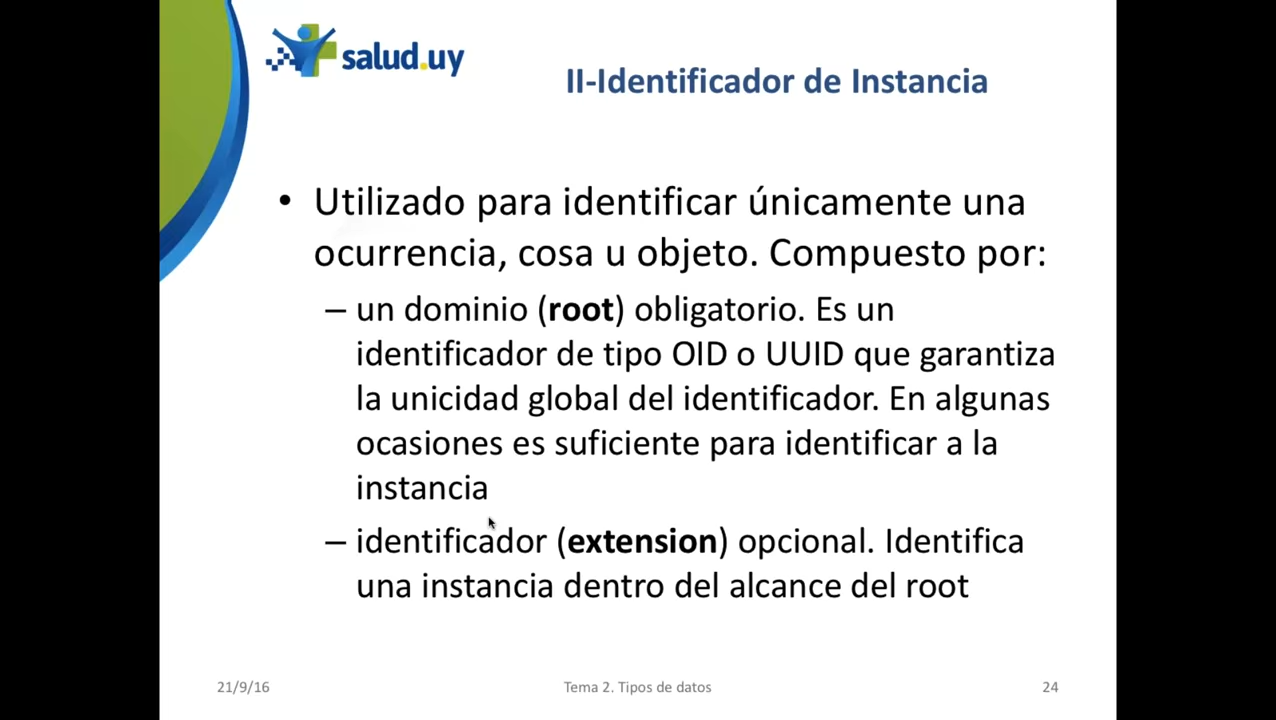 salud.uy
II-Identificador de Instancia
• Utilizado para identificar únicamente una
ocurrencia, cosa u objeto. Compuesto por:
– un dominio (root) obligatorio. Es un
identificador de tipo OID o UUID que garantiza
la unicidad global del identificador. En algunas
ocasiones es suficiente para identificar a la
instancia
– identificador (extension) opcional. Identifica
una instancia dentro del alcance del root
21/9/16
Tema 2. Tipos de datos
24